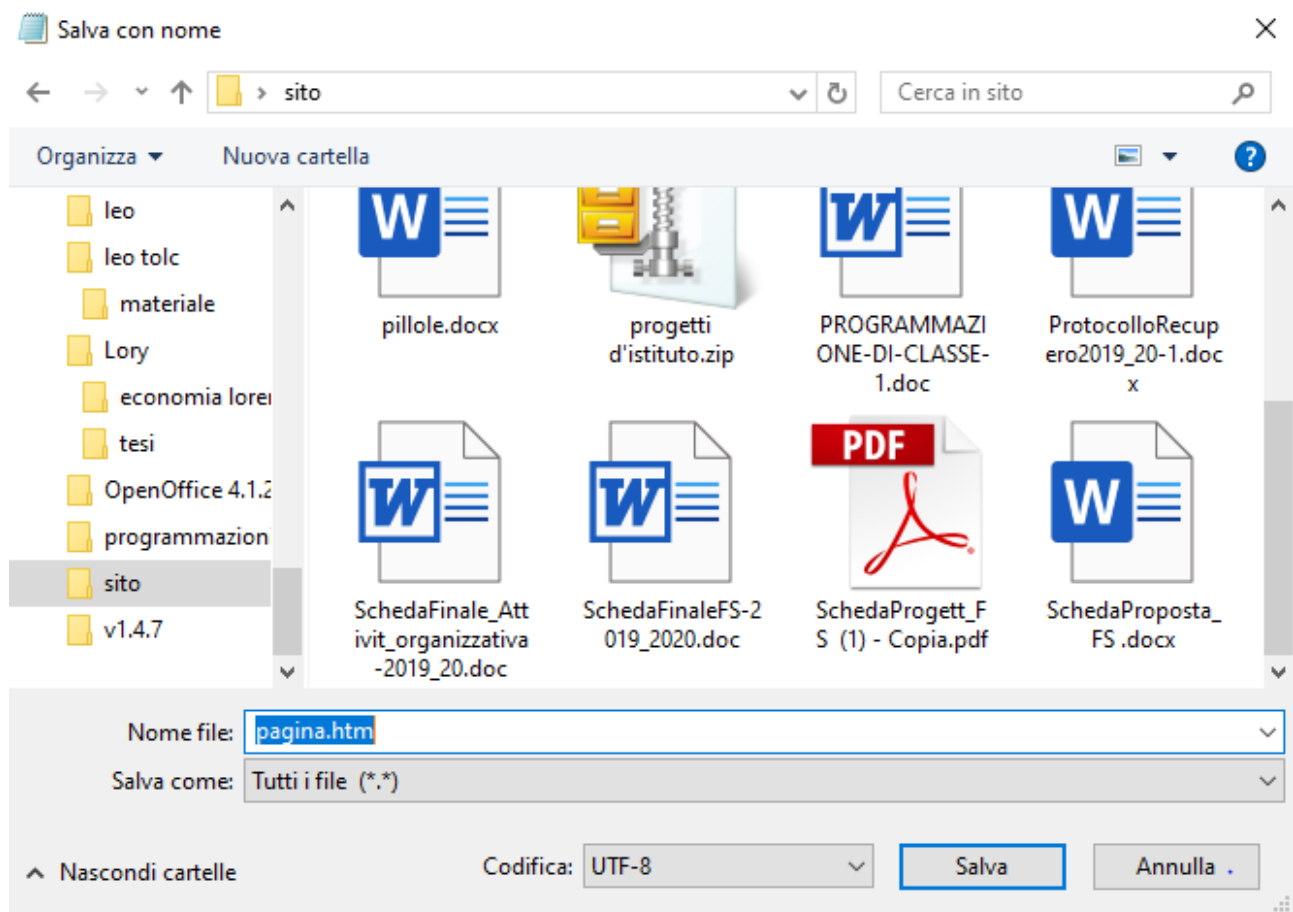 Salva con nome
sito
Cerca in sito
Organizza
Nuova cartella
leo
leo tolc
materiale
Lory
economia lorei
tesi
OpenOffice 4.1.2
programmazion
sito
v1.4.7
W
W
W
pillole.docx
progetti
d'istituto.zip
PROGRAMMAZI
ONE-DI-CLASSE-
1.doc
ProtocolloRecup
ero2019_20-1.doc
x
W
W
PDF
W
SchedaFinale_Att
ivit_organizzativa
-2019_20.doc
SchedaFinaleFS-2
019_2020.doc
SchedaProgett_F
S (1) - Copia.pdf
SchedaProposta_
FS .docx
Nome file: pagina.htm
Salva come: Tutti i file (*.*)
Nascondi cartelle
Codifica: UTF-8
Salva
Annulla .